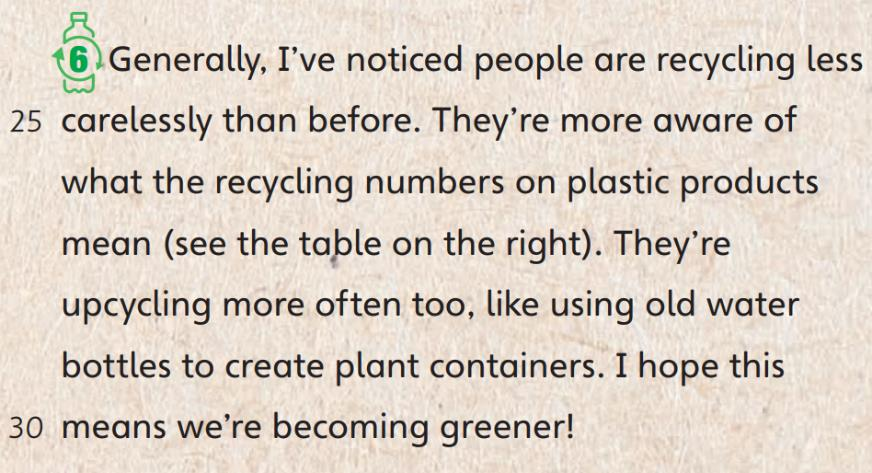 6 Generally, I've noticed people are recycling less
25 carelessly than before. They're more aware of
what the recycling numbers on plastic products
mean (see the table on the right). They're
upcycling more often too, like using old water
bottles to create plant containers. I hope this
30 means we're becoming greener!